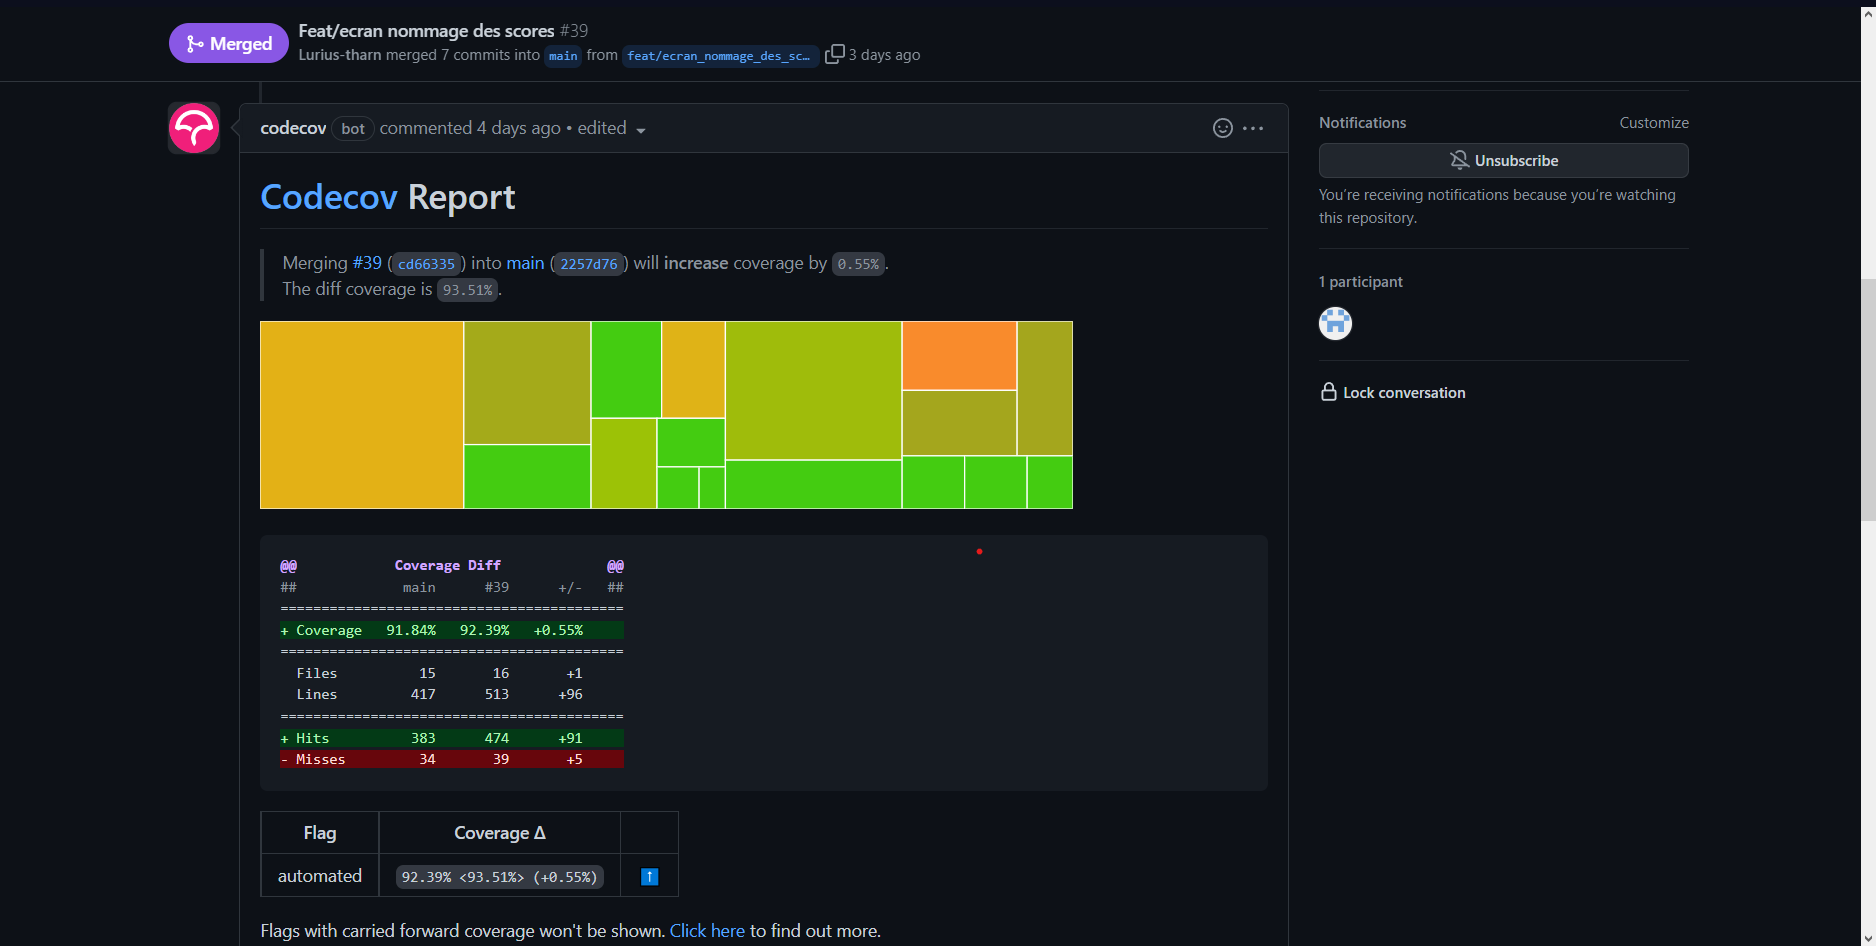 Merged
Feat/ecran nommage des scores #39
Lurius-tharn merged 7 commits into main from feat/ecran_nommage_des_sc… 3 days ago
codecov bot commented 4 days ago • edited
Codecov Report
Merging #39 (cd66335) into main (2257d76) will increase coverage by 0.55%.
The diff coverage is 93.51%.
@@ Coverage Diff @@
## main #39 +/- ##
==========================================
+ Coverage 91.84% 92.39% +0.55%
==========================================
Files 15 16 +1
Lines 417 513 +96
==========================================
+ Hits 383 474 +91
- Misses 34 39 +5
Flag Coverage Δ
automated 92.39% <93.51%> (+0.55%) ↑
Flags with carried forward coverage won't be shown. Click here to find out more.
Notifications Customize
Unsubscribe
You're receiving notifications because you're watching
this repository.
1 participant
Lock conversation